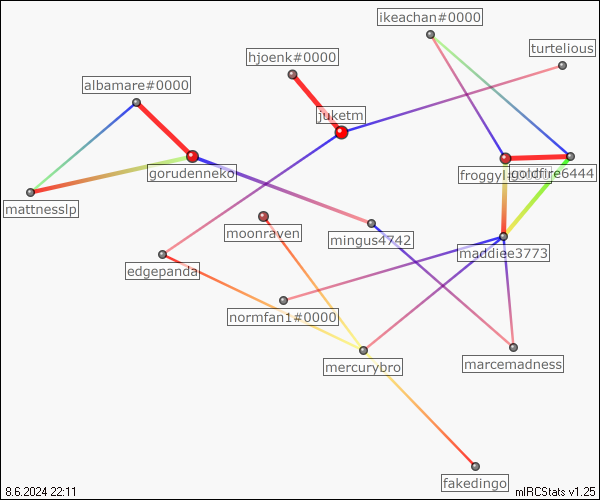 ikeachan#0000
turtelious
hjoenk#0000
albamare#0000
juketm
gorudenneko
goldfire6444
mattnesslp
moonraven
mingus4742
maddiee3773
edgepanda
normfan1#0000
mercurybro
marcemadness
fakedingo
8.6.2024 22:11
mIRCStats v1.25